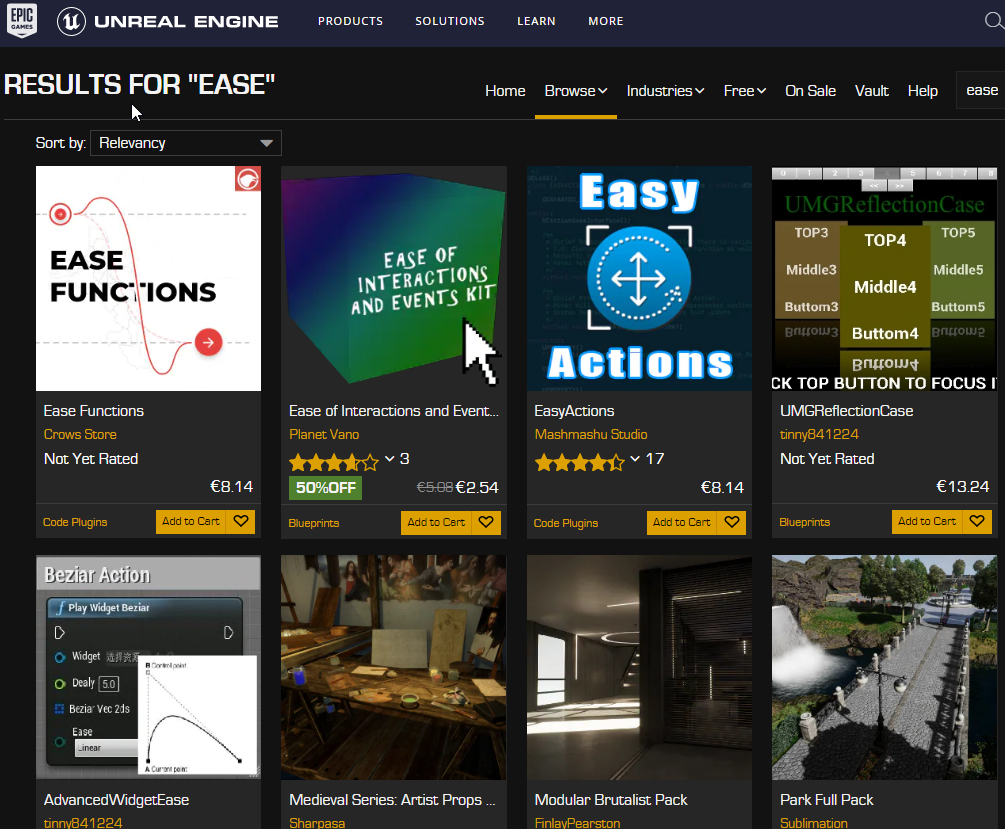 EPIC
GAMES
UNREAL ENGINE
PRODUCTS
SOLUTIONS
LEARN
MORE
RESULTS FOR "EASE"
Home
Browse
Industries
Free
On Sale
Vault
Help
ease
Sort by:
Relevancy
EASE
FUNCTIONS
Ease Functions
Crows Store
Not Yet Rated
€8.14
Code Plugins
Add to Cart
EASE OF
INTERACTIONS
AND EVENTS KIT
Ease of Interactions and Event...
Planet Vano
3
50%OFF
€5.08 €2.54
Blueprints
Add to Cart
Easy
Actions
EasyActions
Mashmashu Studio
17
€8.14
Code Plugins
Add to Cart
0 1 2 3 4 5 6 7 8
<< >>
UMGReflectionCase
TOP3
TOP4
TOP5
Middle3
Middle4
Middle5
Buttom3
Buttom4
Buttom5
Buttom3
Buttom4
Buttom5
CK TOP BUTTON TO FOCUS I
UMGReflectionCase
tinny841224
Not Yet Rated
€13.24
Blueprints
Add to Cart
Beziar Action
f Play Widget Beziar
Widget 选择资源
Dealy 5.0
Beziar Vec 2ds
Ease
Linear
B Control point
A Current point
AdvancedWidgetEase
tinny841224
Medieval Series: Artist Props ...
Sharpasa
Modular Brutalist Pack
FinlayPearston
Park Full Pack
Sublimation